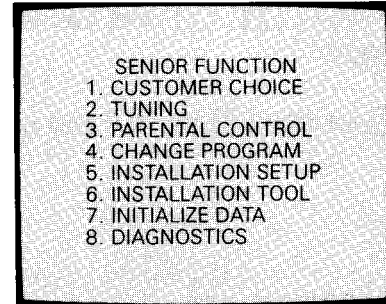 SENIOR FUNCTION
1. CUSTOMER CHOICE
2. TUNING
3. PARENTAL CONTROL
4. CHANGE PROGRAM
5. INSTALLATION SETUP
6. INSTALLATION TOOL
7. INITIALIZE DATA
8. DIAGNOSTICS